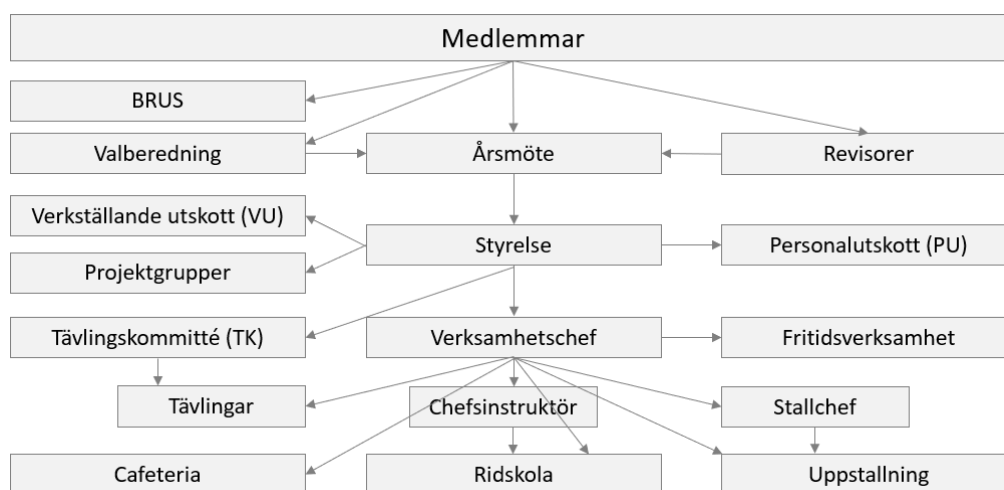 Medlemmar
BRUS
Valberedning
Årsmöte
Revisorer
Verkställande utskott (VU)
Styrelse
Personalutskott (PU)
Projektgrupper
Tävlingskommitté (TK)
Verksamhetschef
Fritidsverksamhet
Tävlingar
Chefsinstruktör
Stallchef
Cafeteria
Ridskola
Uppstallning